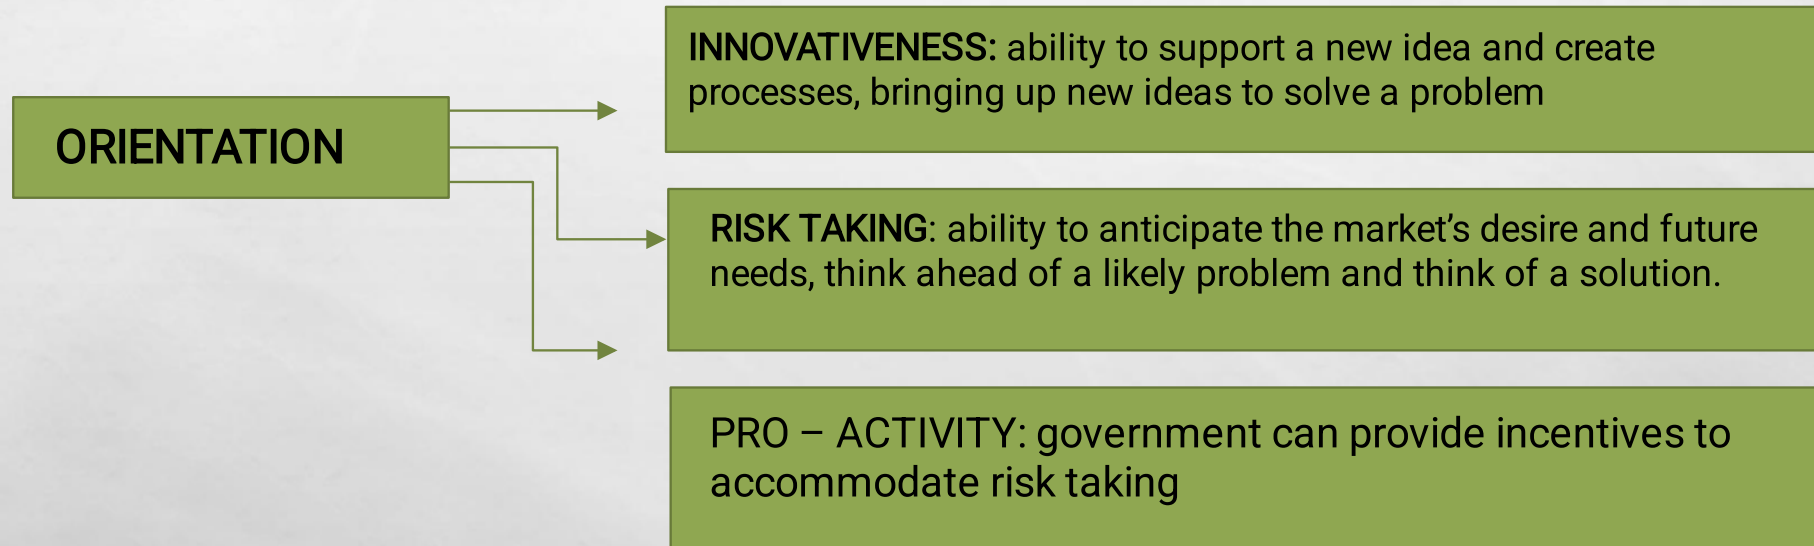 ORIENTATION
INNOVATIVENESS: ability to support a new idea and create
processes, bringing up new ideas to solve a problem
RISK TAKING: ability to anticipate the market’s desire and future
needs, think ahead of a likely problem and think of a solution.
PRO – ACTIVITY: government can provide incentives to
accommodate risk taking